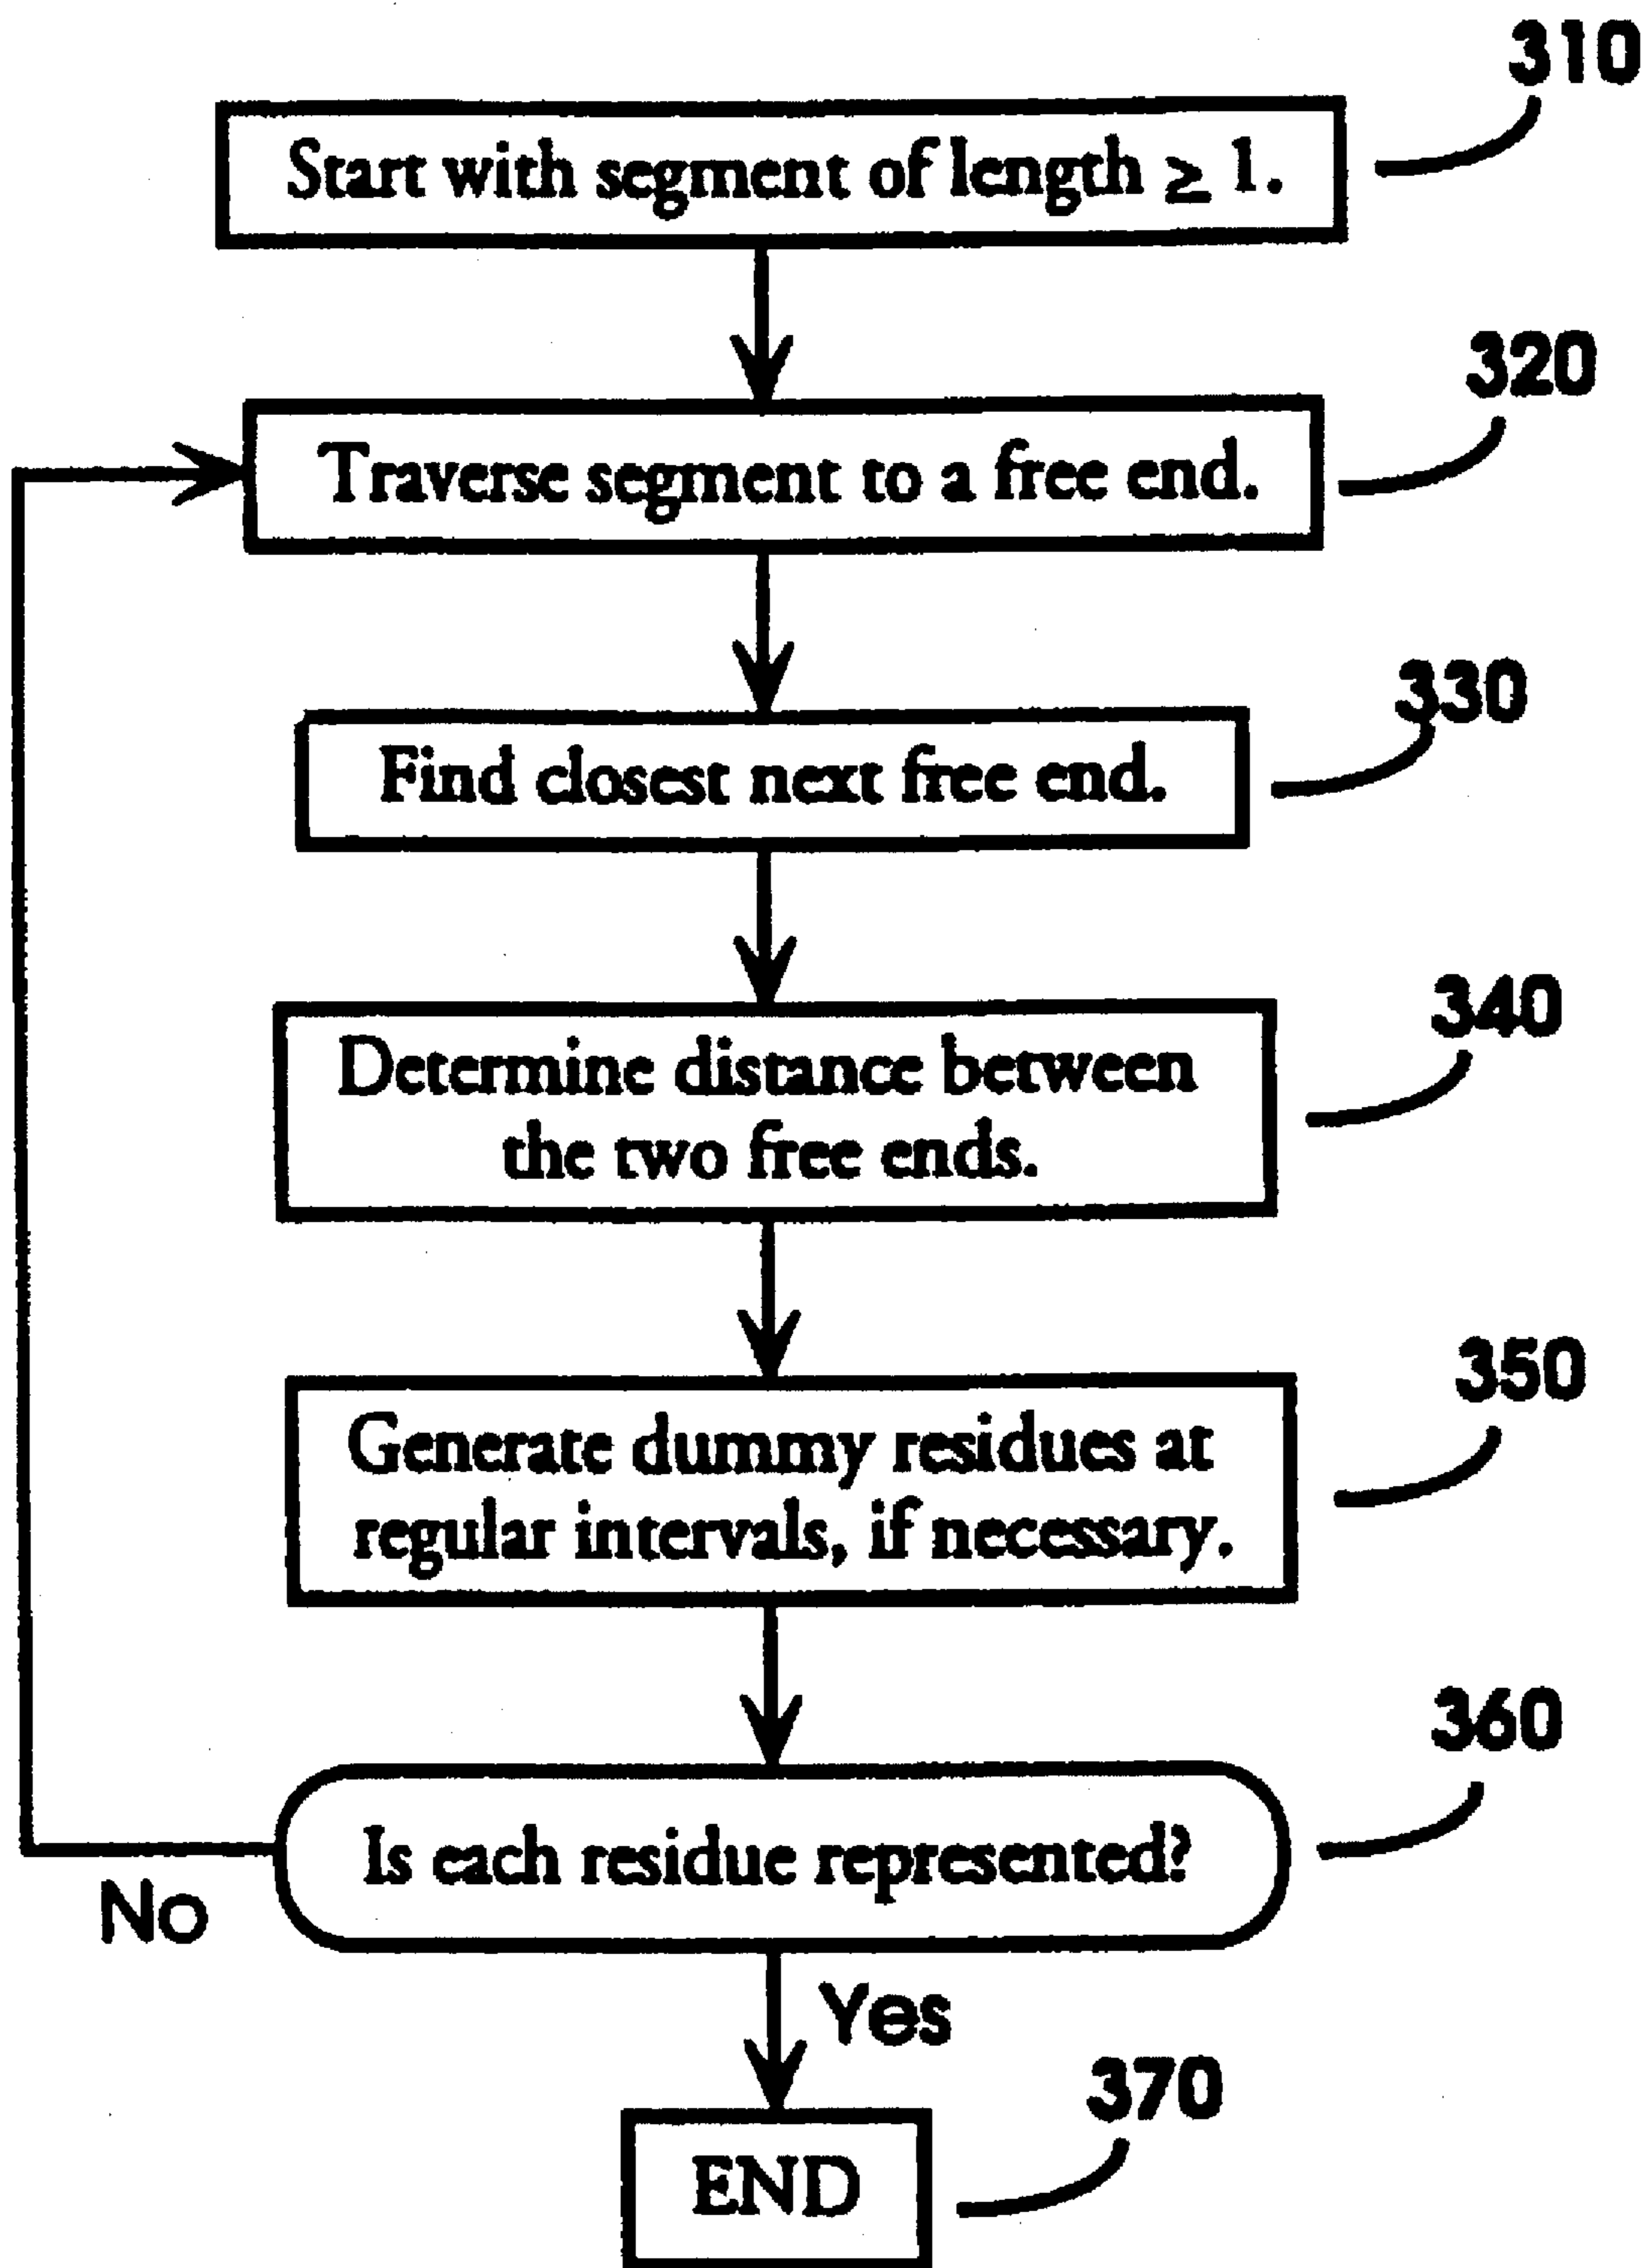 310
Start with segment of length ≥ 1.
320
Traverse segment to a free end.
330
Find closest next free end.
340
Determine distance between
the two free ends.
350
Generate dummy residues at
regular intervals, if necessary.
360
Is each residue represented?
No
Yes
370
END